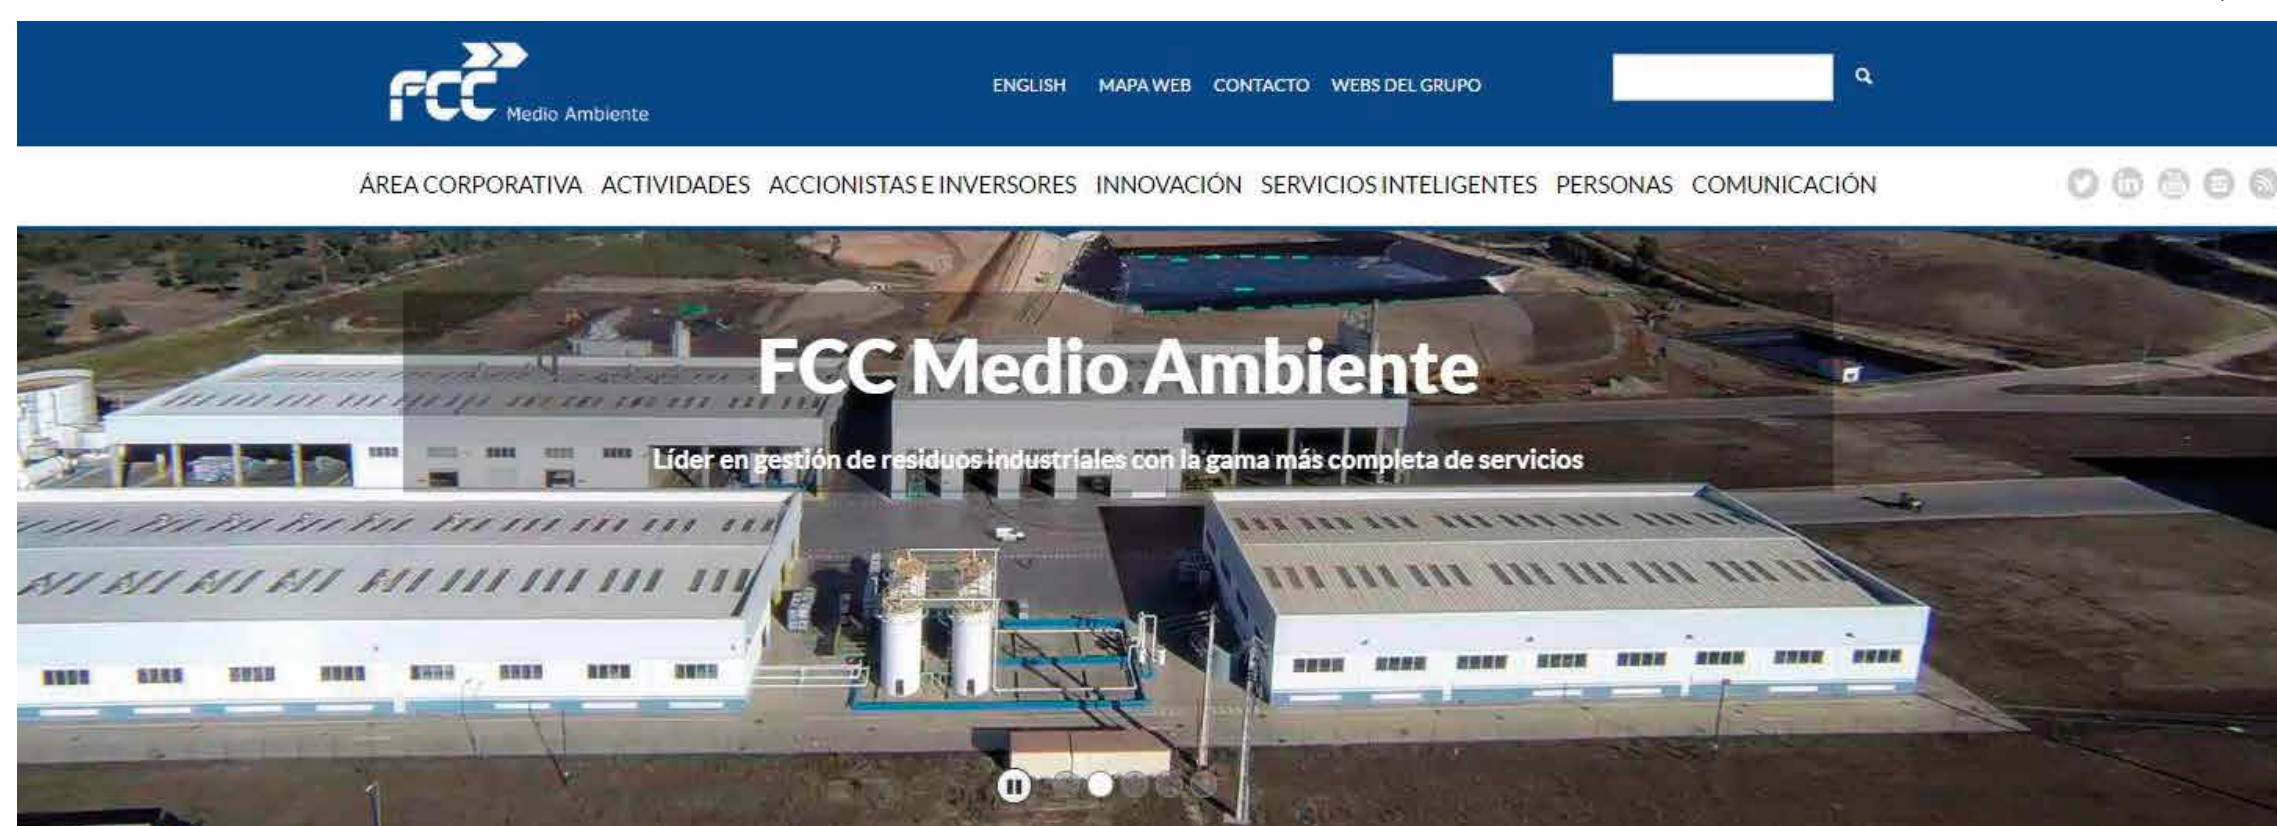 FCC Medio Ambiente
ENGLISH MAPA WEB CONTACTO WEBS DEL GRUPO
ÁREA CORPORATIVA ACTIVIDADES ACCIONISTAS E INVERSORES INNOVACIÓN SERVICIOS INTELIGENTES PERSONAS COMUNICACIÓN
in
FCC Medio Ambiente
Líder en gestión de residuos industriales con la gama más completa de servicios